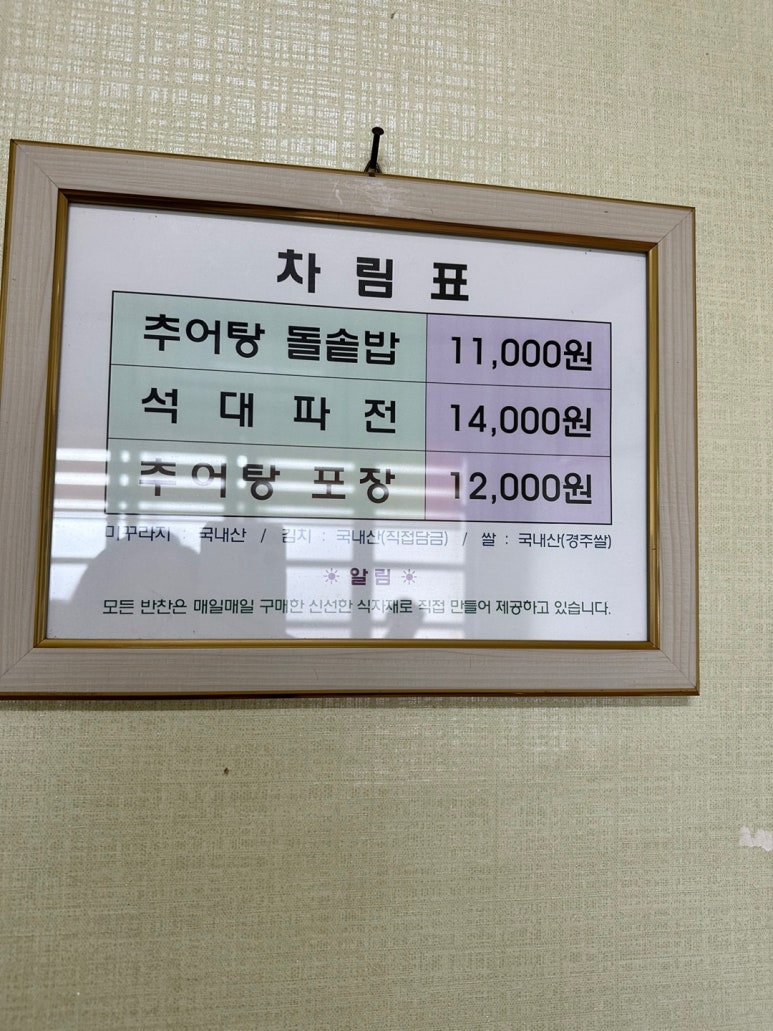 차 림 표
추어탕 돌솥밥 11,000원
석 대 파 전 14,000원
추어탕 포장 12,000원
미꾸라지 : 국내산 / 김치 : 국내산(직접담금) / 쌀 : 국내산(경주쌀)
☀ 알 림 ☀
모든 반찬은 매일매일 구매한 신선한 식자재로 직접 만들어 제공하고 있습니다.